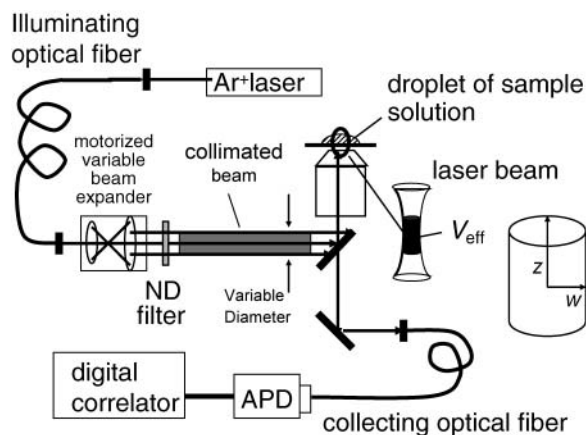 Illuminating
optical fiber
Ar+laser
droplet of sample
solution
motorized
variable
beam
expander
collimated
beam
laser beam
Veff
z
w
ND
filter
Variable
Diameter
digital
correlator
APD
collecting optical fiber